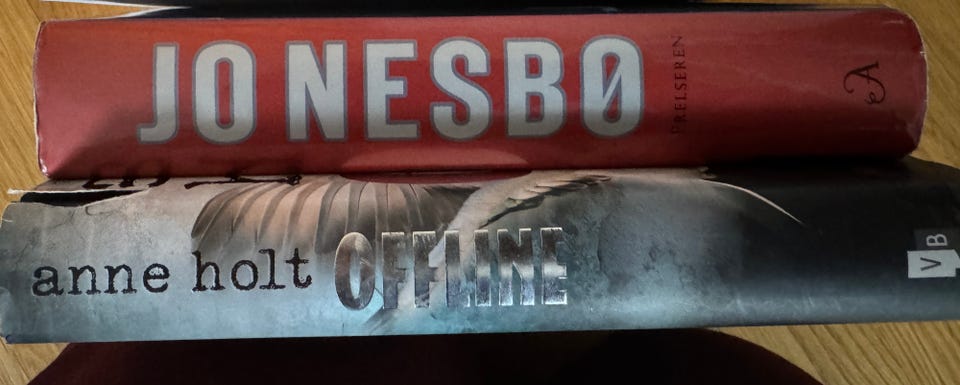 JO NESBØ FRELSEREN A
anne holt OFFLINE VB